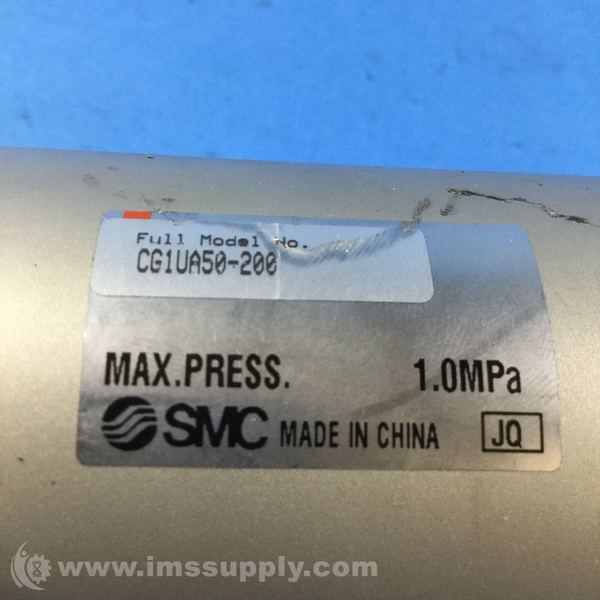 Full Model No.
CG1UA50-200
MAX.PRESS. 1.0MPa
SMC MADE IN CHINA JQ
www.imssupply.com